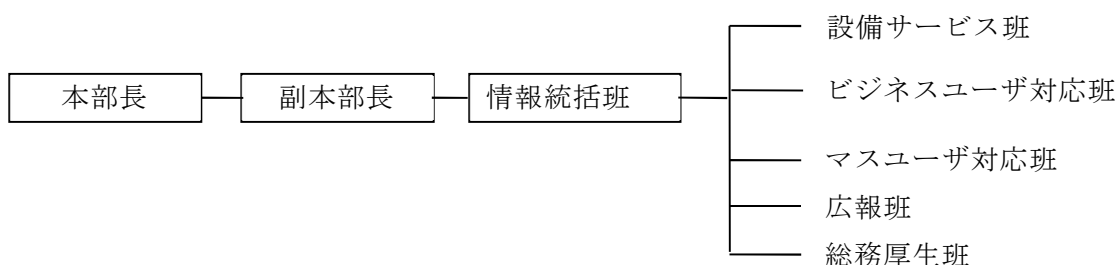 本部長
副本部長
情報統括班
設備サービス班
ビジネスユーザ対応班
マスユーザ対応班
広報班
総務厚生班